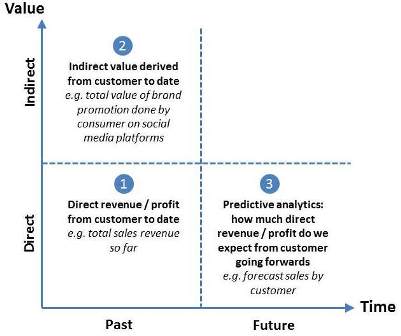 Value
Indirect
2
Indirect value derived
from customer to date
e.g. total value of brand
promotion done by
consumer on social
media platforms
Direct
1
Direct revenue / profit
from customer to date
e.g. total sales revenue
so far
3
Predictive analytics:
how much direct
revenue / profit do we
expect from customer
going forwards
e.g. forecast sales by
customer
Time
Past
Future